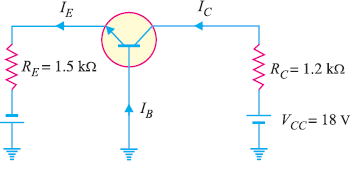 I_E
I_C
R_E = 1.5 kΩ
R_C = 1.2 kΩ
I_B
V_CC = 18 V